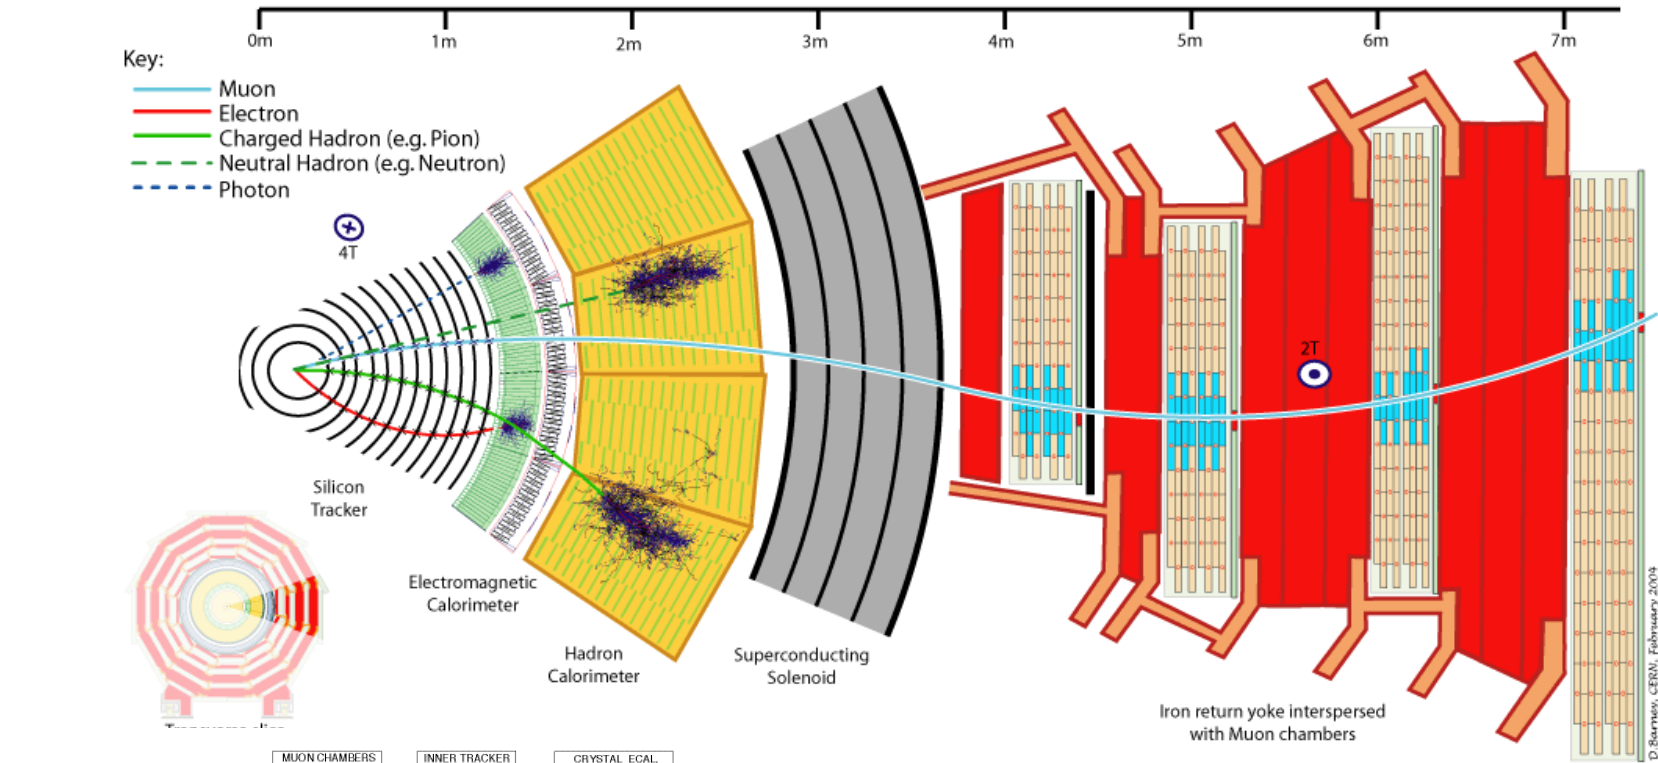 0m 1m 2m 3m 4m 5m 6m 7m
Key:
Muon
Electron
Charged Hadron (e.g. Pion)
Neutral Hadron (e.g. Neutron)
Photon
4T
2T
Silicon
Tracker
Electromagnetic
Calorimeter
Hadron
Calorimeter
Superconducting
Solenoid
Iron return yoke interspersed
with Muon chambers
D.Barney, CERN, February 2004
Transverse slice
MUON CHAMBERS
INNER TRACKER
CRYSTAL ECAL